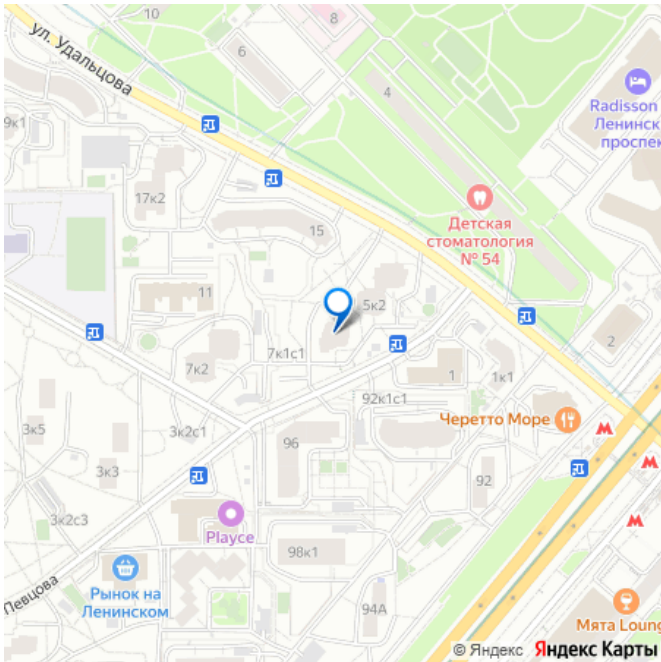 10
8
ул. Удальцова
6
4
Radisson
Ленинск
проспек
9к1
17к2
Детская
стоматология
№ 54
15
11
5к2
2
7к1с1
7к2
1
1к1
92к1с1
3к5
3к2с1
Черетто Море
М
96
3к3
92
М
3к2с3
Playce
М
98к1
Певцова
Рынок на
Ленинском
94А
Мята Loung
© Яндекс Яндекс Карты